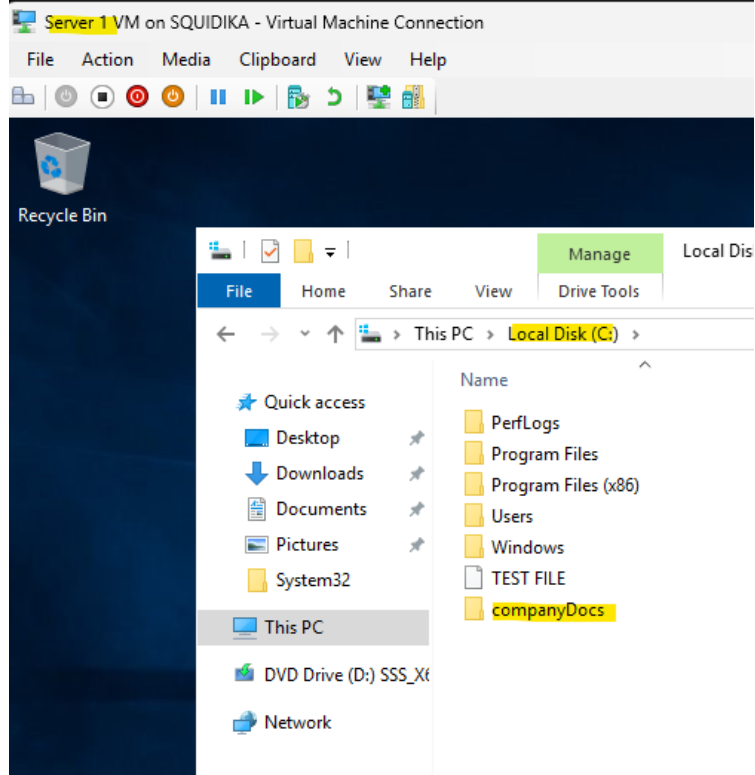 Server 1 VM on SQUIDIKA - Virtual Machine Connection
File Action Media Clipboard View Help
Recycle Bin
Manage Local Dis
File Home Share View Drive Tools
This PC > Local Disk (C:) >
Name
Quick access
Desktop
Downloads
Documents
Pictures
System32
This PC
DVD Drive (D:) SSS_X6
Network
PerfLogs
Program Files
Program Files (x86)
Users
Windows
TEST FILE
companyDocs